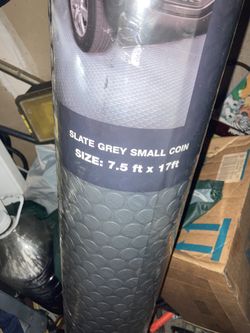 SLATE GREY SMALL COIN
SIZE: 7.5 ft x 17ft